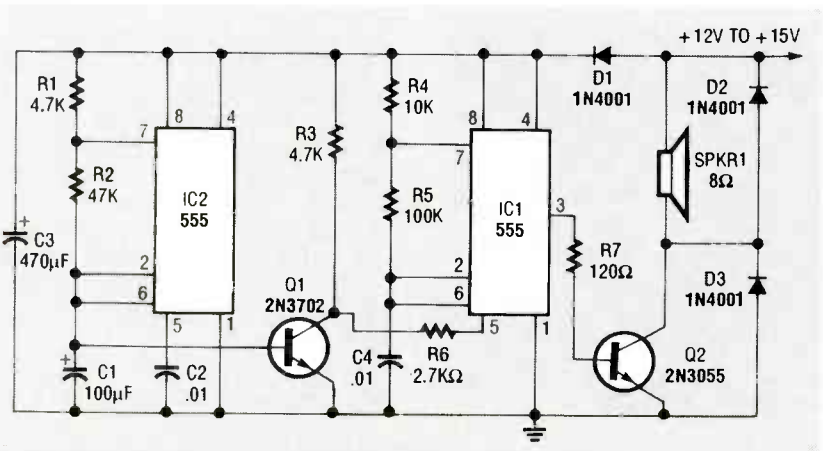 +12V TO +15V
R1
4.7K
8
4
R4
10K
8
4
D1
1N4001
D2
1N4001
7
R3
4.7K
7
SPKR1
8Ω
R2
47K
IC2
555
R5
100K
IC1
555
3
+
C3
470µF
R7
120Ω
2
6
Q1
2N3702
2
6
D3
1N4001
5
1
5
1
+
C1
100µF
C2
.01
C4
.01
R6
2.7KΩ
Q2
2N3055